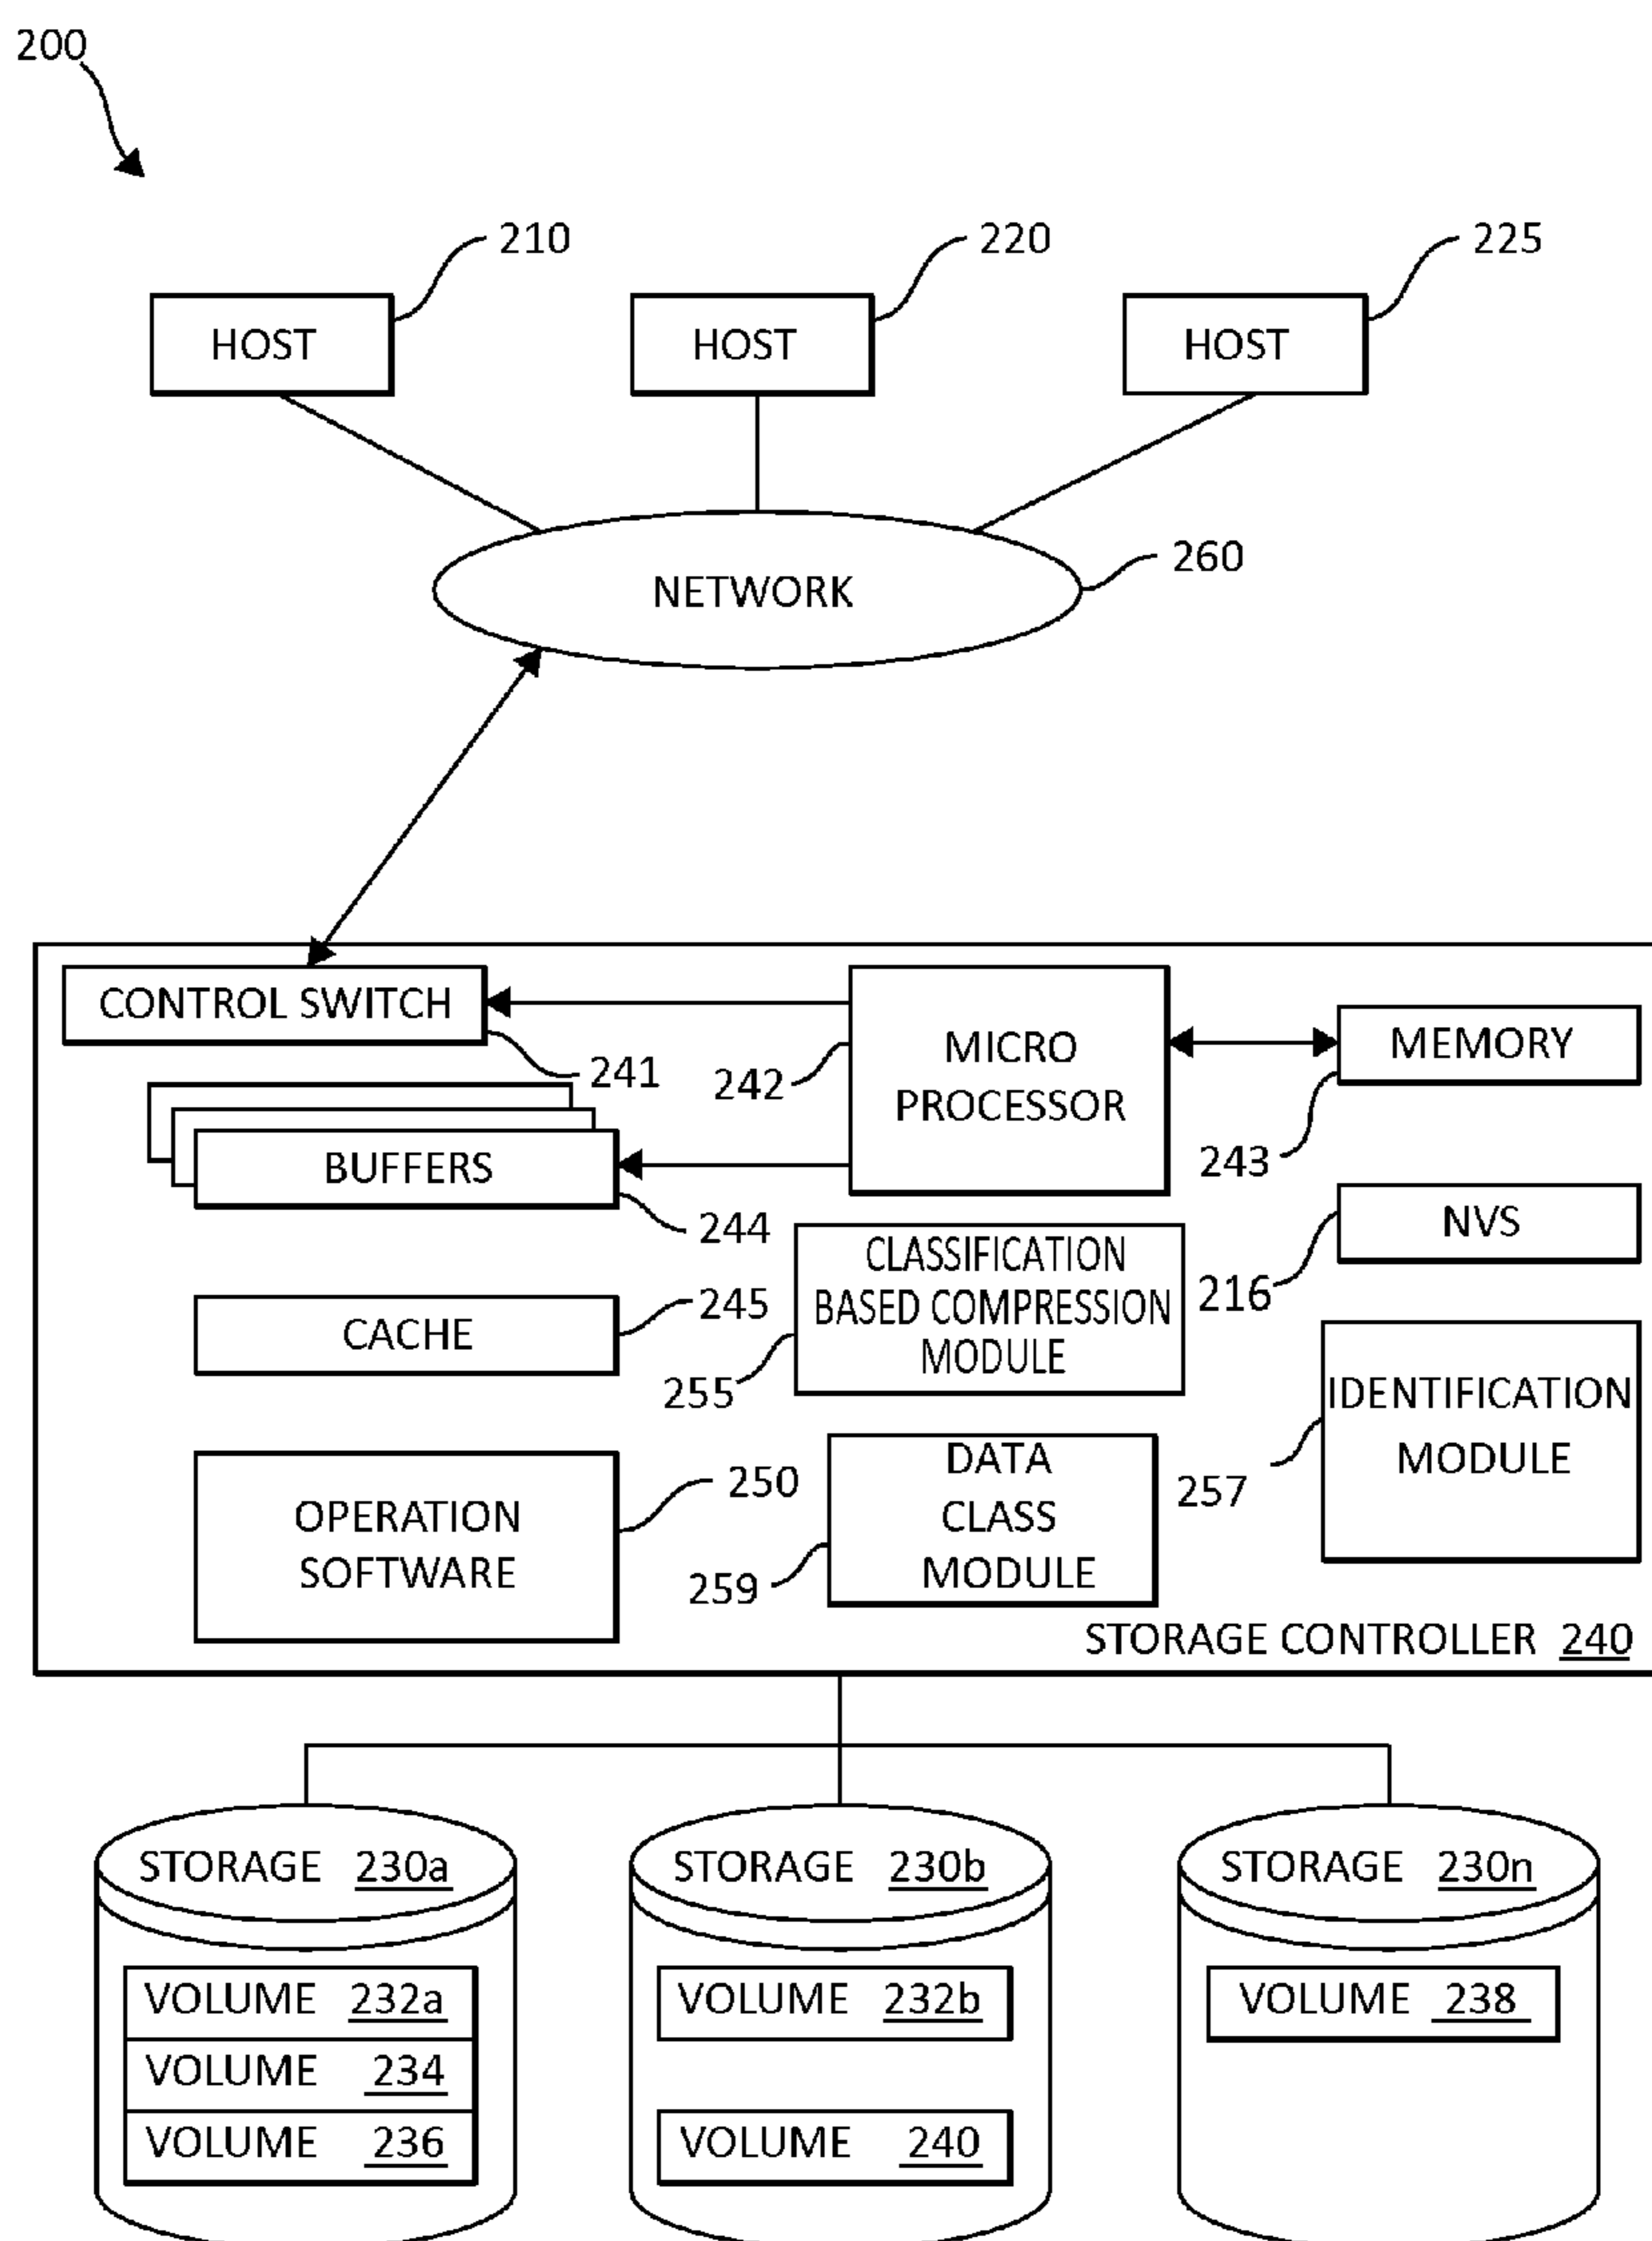 200
210
220
225
HOST
HOST
HOST
260
NETWORK
CONTROL SWITCH
241
242
MICRO
PROCESSOR
MEMORY
243
BUFFERS
244
NVS
216
CLASSIFICATION
BASED COMPRESSION
MODULE
255
CACHE
245
IDENTIFICATION
MODULE
257
OPERATION
SOFTWARE
250
DATA
CLASS
MODULE
259
STORAGE CONTROLLER 240
STORAGE 230a
STORAGE 230b
STORAGE 230n
VOLUME 232a
VOLUME 234
VOLUME 236
VOLUME 232b
VOLUME 240
VOLUME 238